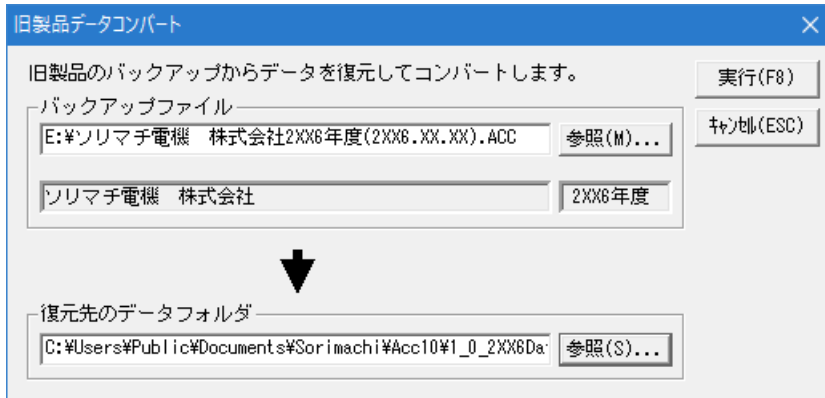 旧製品データコンバート
旧製品のバックアップからデータを復元してコンバートします。
実行(F8)
ｷｬﾝｾﾙ(ESC)
バックアップファイル
E:¥ソリマチ電機　株式会社2XX6年度(2XX6.XX.XX).ACC
参照(M)...
ソリマチ電機　株式会社
2XX6年度
復元先のデータフォルダ
C:¥Users¥Public¥Documents¥Sorimachi¥Acc10¥1_0_2XX6Da
参照(S)...